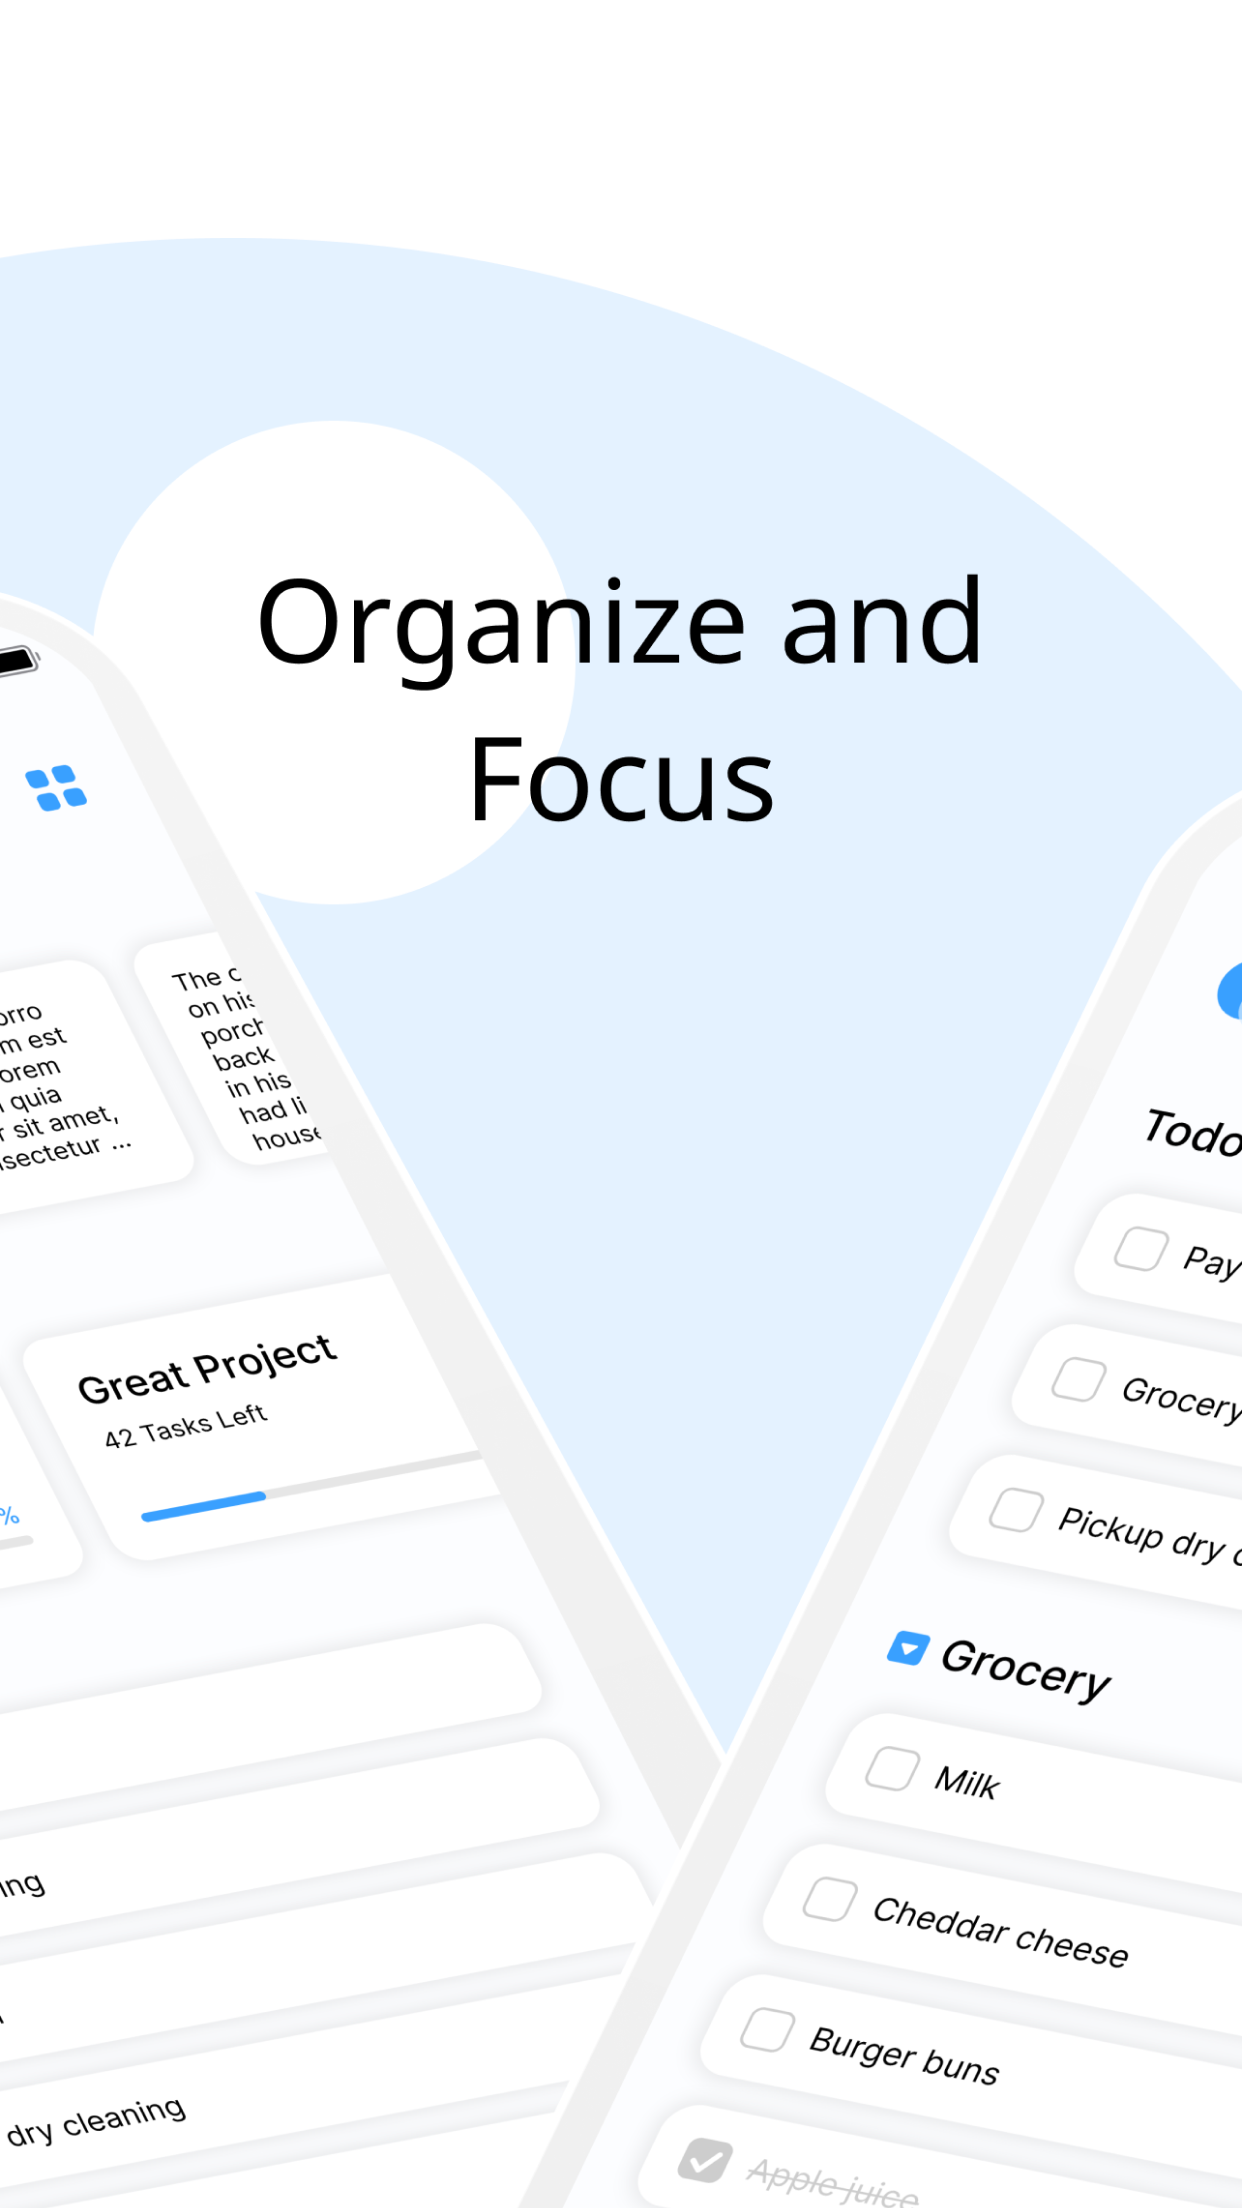 Organize and
Focus
orro
m est
orem
quia
r sit amet,
sectetur ...
The c
on his
porch
back
in his
had li
house
Great Project
42 Tasks Left
%
ing
dry cleaning
Todo
Pay
Grocery
Pickup dry c
Grocery
Milk
Cheddar cheese
Burger buns
Apple juice